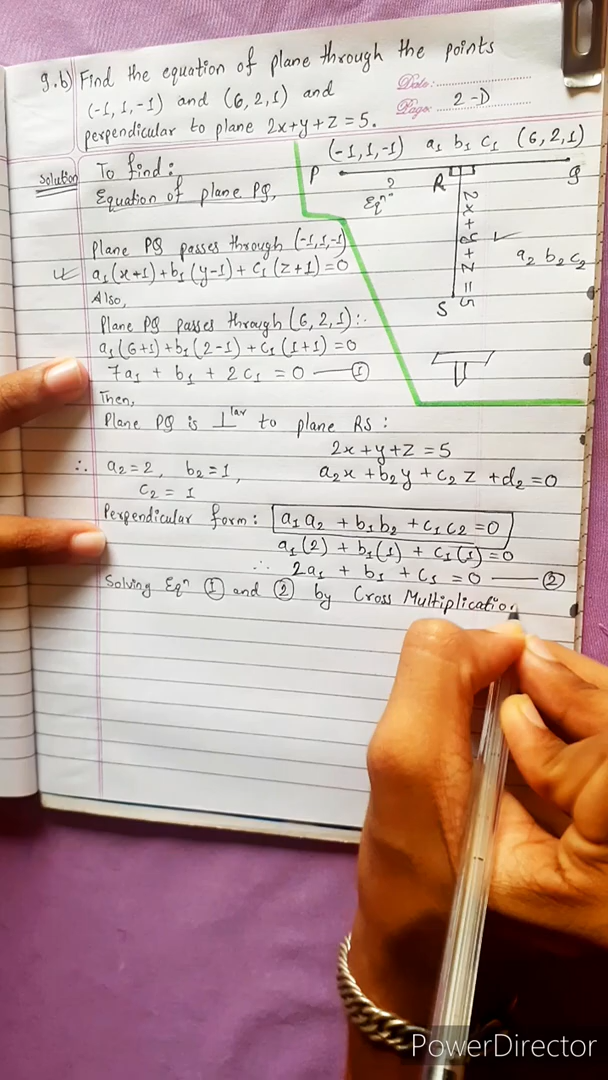 9.b) Find the equation of plane through the points
(-1, 1, -1) and (6, 2, 1) and
perpendicular to plane 2x+y+z=5.
Date:
Page: 2-D
Solution
To find:
Equation of plane PQ,
(-1,1,-1) a₁ b₁ c₁ (6,2,1)
P R Q
?
Eqⁿ
2x+y+z=5
a₂ b₂ c₂
S
Plane PQ passes through (-1,1,-1)
a₁(x+1)+b₁(y-1)+c₁(z+1)=0
Also,
Plane PQ passes through (6,2,1):-
a₁(6+1)+b₁(2-1)+c₁(1+1)=0
7a₁ + b₁ + 2c₁ = 0 — ①
Then,
Plane PQ is ⊥lar to plane RS:
2x+y+z=5
∴ a₂=2, b₂=1, a₂x+b₂y+c₂z+d₂=0
c₂=1
Perpendicular form: a₁a₂ + b₁b₂ + c₁c₂=0
a₁(2)+b₁(1)+c₁(1)=0
∴ 2a₁ + b₁ + c₁ = 0 — ②
Solving Eqⁿ ① and ② by Cross Multiplicatio
PowerDirector